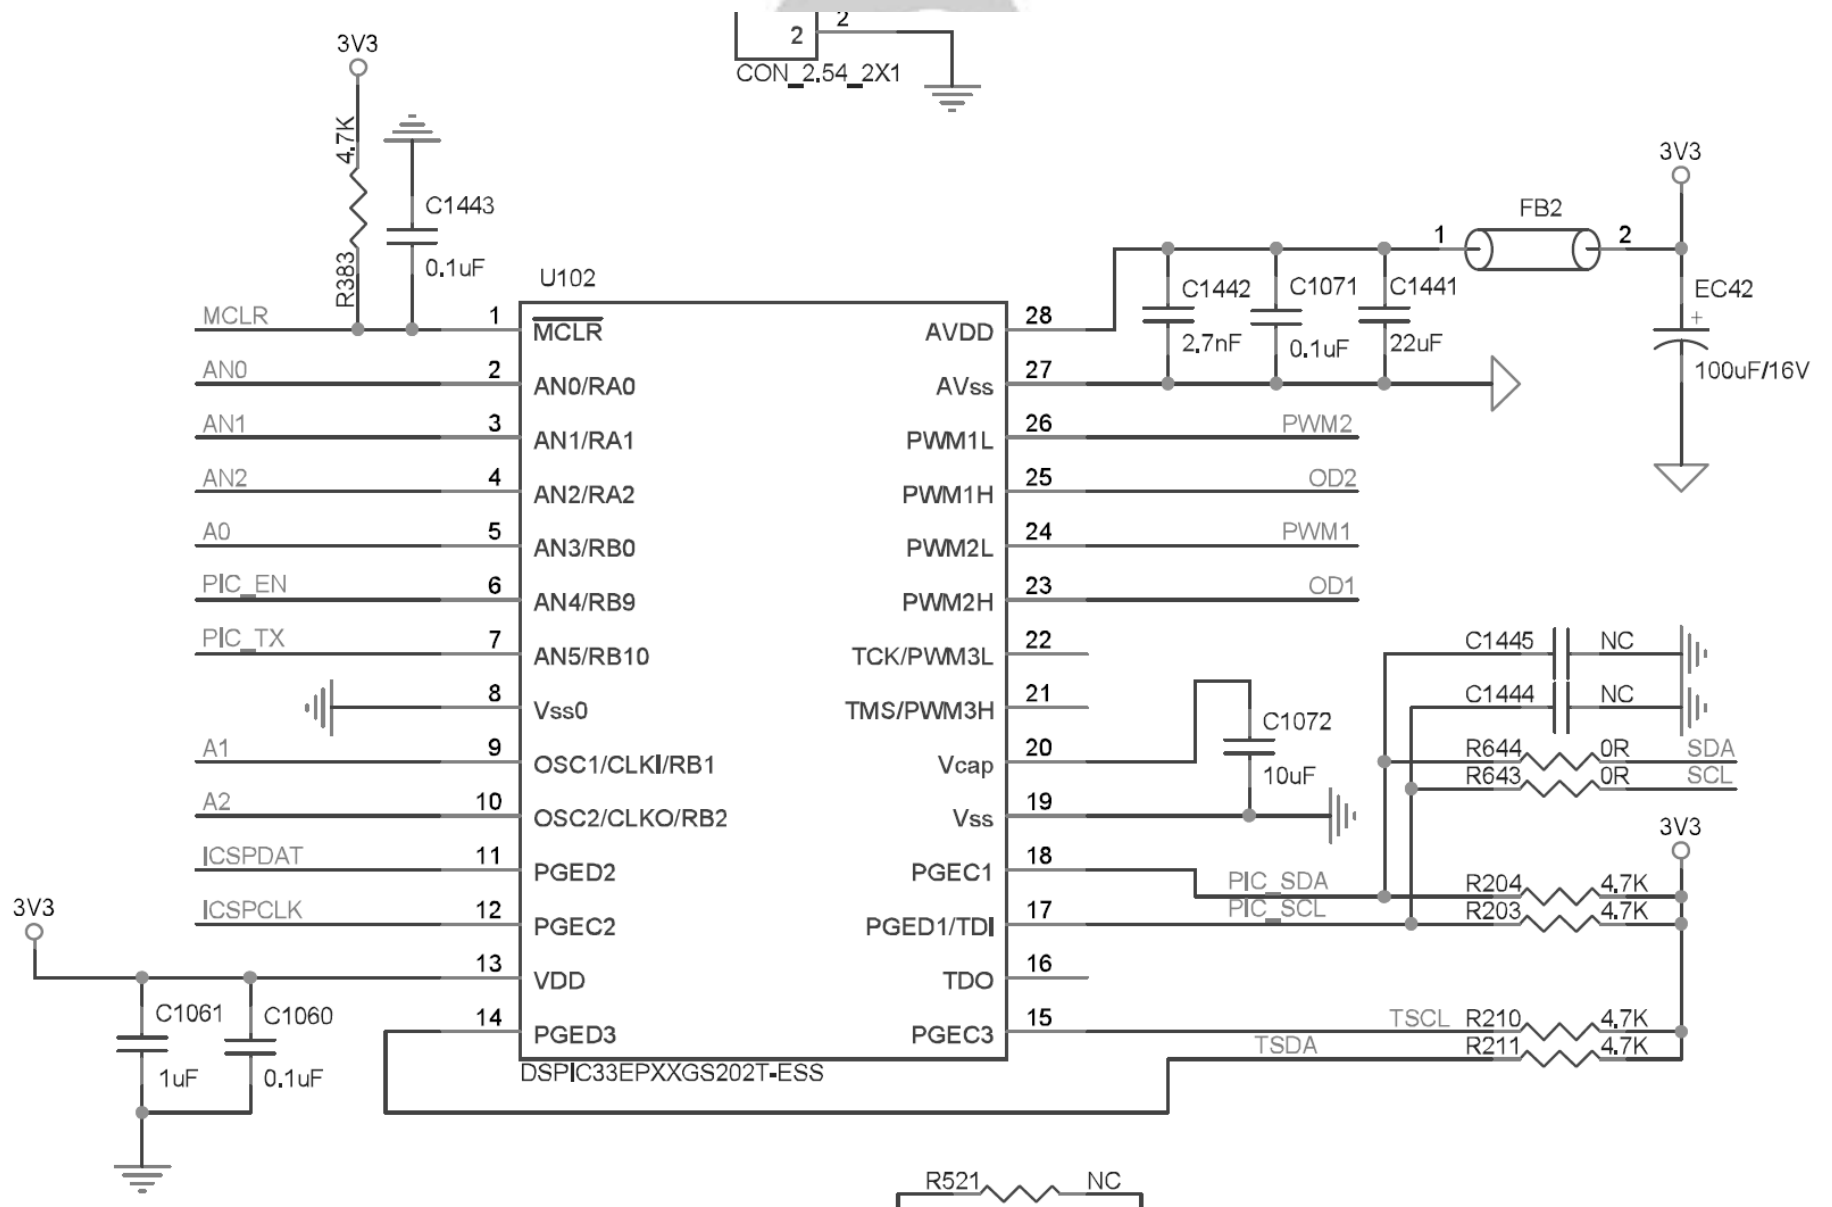 2
2
CON_2.54_2X1
3V3
4.7K
R383
C1443
0.1uF
U102
MCLR 1 MCLR
AN0 2 AN0/RA0
AN1 3 AN1/RA1
AN2 4 AN2/RA2
A0 5 AN3/RB0
PIC_EN 6 AN4/RB9
PIC_TX 7 AN5/RB10
8 Vss0
A1 9 OSC1/CLKI/RB1
A2 10 OSC2/CLKO/RB2
ICSPDAT 11 PGED2
ICSPCLK 12 PGEC2
3V3
13 VDD
14 PGED3
C1061
1uF
C1060
0.1uF
DSPIC33EPXXGS202T-ESS
AVDD 28
AVss 27
PWM1L 26 PWM2
PWM1H 25 OD2
PWM2L 24 PWM1
PWM2H 23 OD1
TCK/PWM3L 22
TMS/PWM3H 21
Vcap 20
Vss 19
PGEC1 18 PIC_SDA
PGED1/TDI 17 PIC_SCL
TDO 16
PGEC3 15 TSCL
TSDA
C1442
2.7nF
C1071
0.1uF
C1441
22uF
1 FB2 2
3V3
EC42
+
100uF/16V
C1072
10uF
C1445 NC
C1444 NC
R644 0R SDA
R643 0R SCL
3V3
R204 4.7K
R203 4.7K
R210 4.7K
R211 4.7K
R521 NC